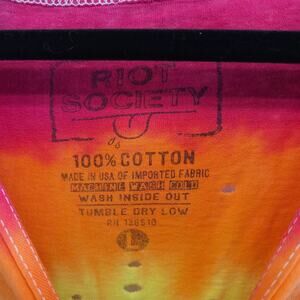 RIOT
SOCIETY
100% COTTON
MADE IN USA OF IMPORTED FABRIC
MACHINE WASH COLD
WASH INSIDE OUT
TUMBLE DRY LOW
RN 138510
L